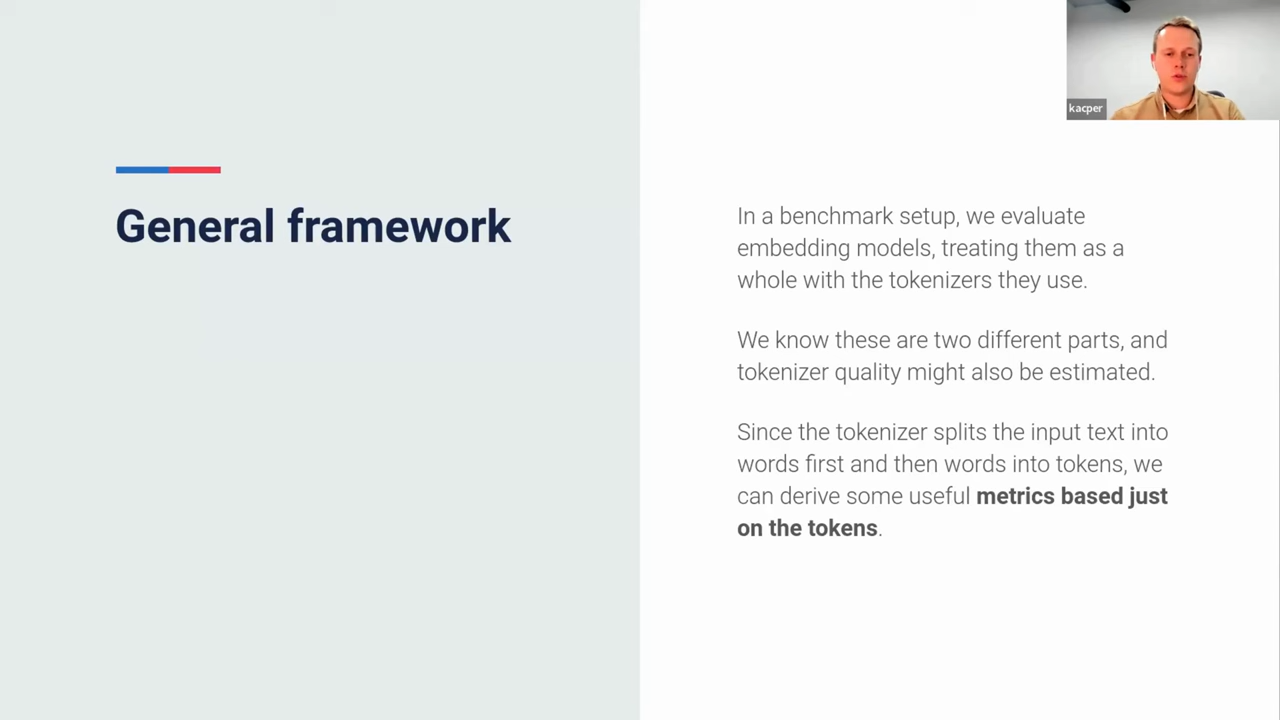 kacper
General framework
In a benchmark setup, we evaluate
embedding models, treating them as a
whole with the tokenizers they use.
We know these are two different parts, and
tokenizer quality might also be estimated.
Since the tokenizer splits the input text into
words first and then words into tokens, we
can derive some useful metrics based just
on the tokens.